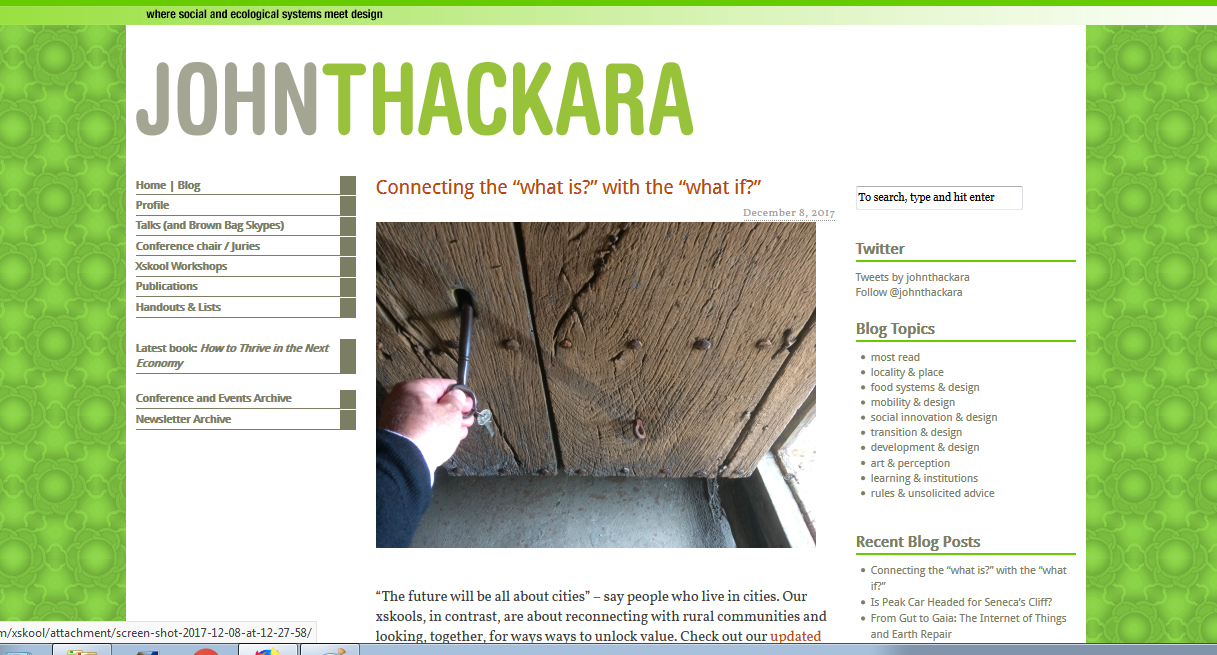 where social and ecological systems meet design
JOHNTHACKARA
Home | Blog
Profile
Talks (and Brown Bag Skypes)
Conference chair / Juries
Xskool Workshops
Publications
Handouts & Lists
Latest book: How to Thrive in the Next
Economy
Conference and Events Archive
Newsletter Archive
Connecting the “what is?” with the “what if?”
December 8, 2017
“The future will be all about cities” – say people who live in cities. Our
xskools, in contrast, are about reconnecting with rural communities and
looking, together, for ways ways to unlock value. Check out our updated
To search, type and hit enter
Twitter
Tweets by johnthackara
Follow @johnthackara
Blog Topics
most read
locality & place
food systems & design
mobility & design
social innovation & design
transition & design
development & design
art & perception
learning & institutions
rules & unsolicited advice
Recent Blog Posts
Connecting the “what is?” with the “what
if?”
Is Peak Car Headed for Seneca’s Cliff?
From Gut to Gaia: The Internet of Things
and Earth Repair
m/xskool/attachment/screen-shot-2017-12-08-at-12-27-58/